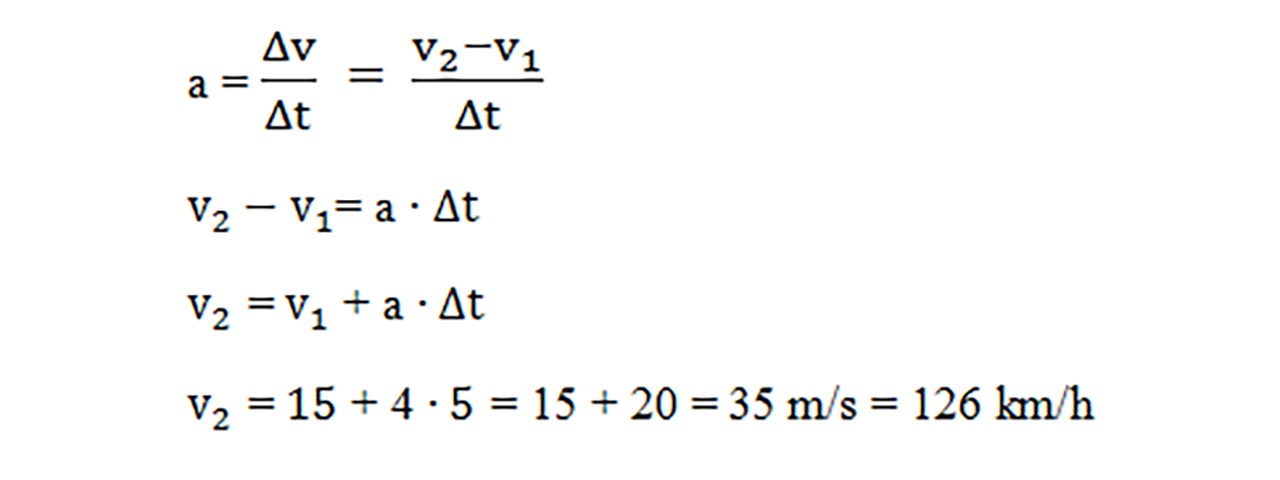 a = Δv/Δt = v₂−v₁/Δt
v₂ − v₁= a · Δt
v₂ = v₁ + a · Δt
v₂ = 15 + 4 · 5 = 15 + 20 = 35 m/s = 126 km/h